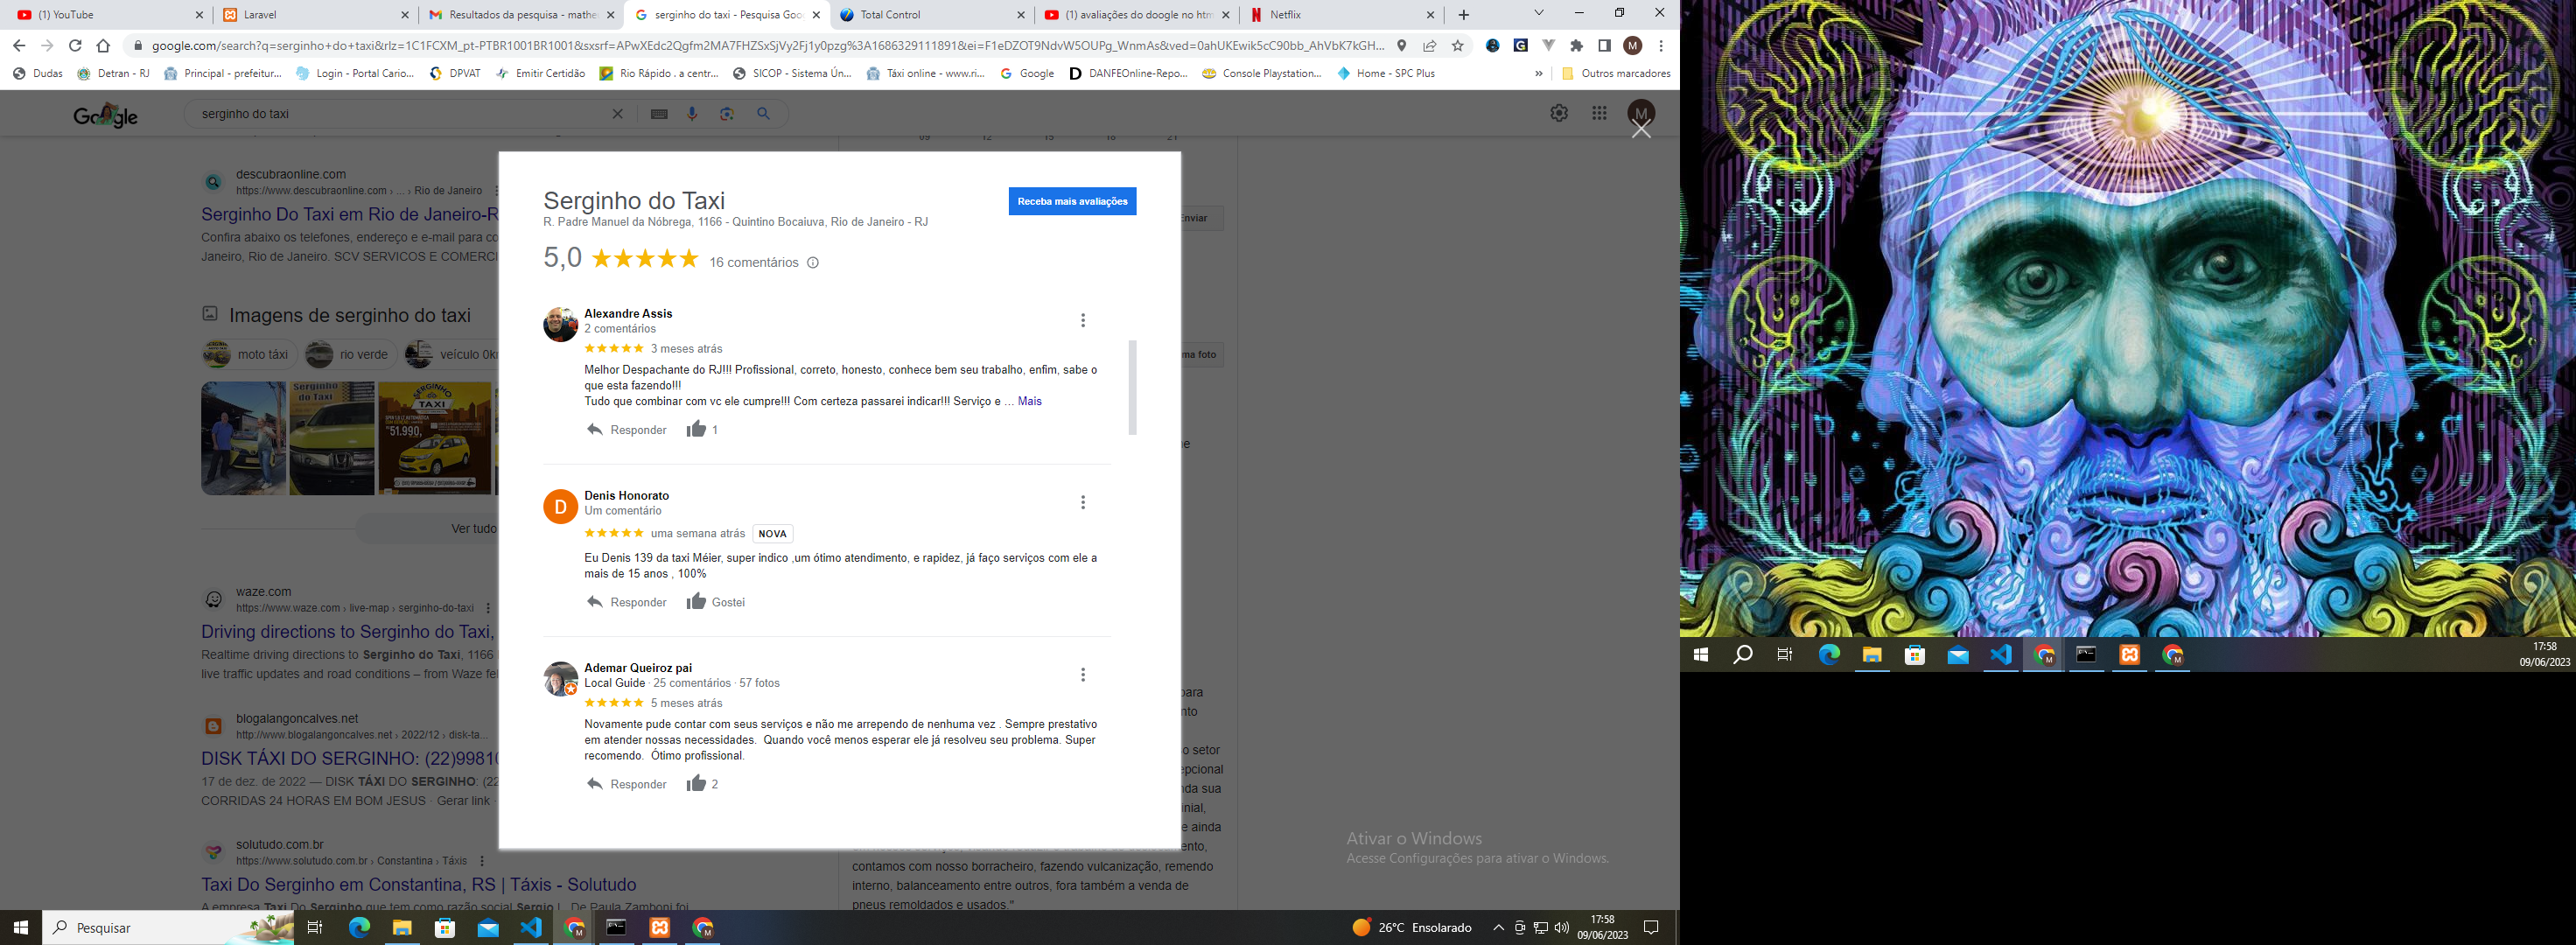 (1) YouTube
Laravel
Resultados da pesquisa - mathe
serginho do taxi - Pesquisa Goo
Total Control
(1) avaliações do doogle no htm
Netflix
google.com/search?q=serginho+do+taxi&rlz=1C1FCXM_pt-PTBR1001BR1001&sxsrf=APwXEdc2Qgfm2MA7FHZSxSjVy2Fj1y0pzg%3A1686329111891&ei=F1eDZOT9NdvW5OUPg_WnmAs&ved=0ahUKEwik5cC90bb_AhVbK7kGH...
M
Dudas
Detran - RJ
Principal - prefeitur...
Login - Portal Cario...
DPVAT
Emitir Certidão
Rio Rápido . a centr...
SICOP - Sistema Ún...
Táxi online - www.ri...
Google
DANFEOnline-Repo...
Console Playstation...
Home - SPC Plus
»
Outros marcadores
Google
serginho do taxi
M
09 12 15 18 21
descubraonline.com
https://www.descubraonline.com › ... › Rio de Janeiro
Serginho Do Taxi em Rio de Janeiro-R
Confira abaixo os telefones, endereço e e-mail para co
Janeiro, Rio de Janeiro. SCV SERVICOS E COMERCI
Imagens de serginho do taxi
moto táxi
rio verde
veículo 0km
Serginho
do Taxi
SERGINHO
TAXI
51.990,
Ver tudo
waze.com
https://www.waze.com › live-map › serginho-do-taxi
Driving directions to Serginho do Taxi,
Realtime driving directions to Serginho do Taxi, 1166
live traffic updates and road conditions – from Waze fel
blogalangoncalves.net
http://www.blogalangoncalves.net › 2022/12 › disk-ta...
DISK TÁXI DO SERGINHO: (22)9981
17 de dez. de 2022 — DISK TÁXI DO SERGINHO: (22
CORRIDAS 24 HORAS EM BOM JESUS · Gerar link ·
solutudo.com.br
https://www.solutudo.com.br › Constantina › Táxis
Taxi Do Serginho em Constantina, RS | Táxis - Solutudo
A empresa Taxi Do Serginho que tem como razão social Sergio L. De Paula Zamboni foi
Serginho do Taxi
R. Padre Manuel da Nóbrega, 1166 - Quintino Bocaiuva, Rio de Janeiro - RJ
Receba mais avaliações
5,0
16 comentários
Alexandre Assis
2 comentários
3 meses atrás
Melhor Despachante do RJ!!! Profissional, correto, honesto, conhece bem seu trabalho, enfim, sabe o
que esta fazendo!!!
Tudo que combinar com vc ele cumpre!!! Com certeza passarei indicar!!! Serviço e ... Mais
Responder
1
D
Denis Honorato
Um comentário
uma semana atrás
NOVA
Eu Denis 139 da taxi Méier, super indico ,um ótimo atendimento, e rapidez, já faço serviços com ele a
mais de 15 anos , 100%
Responder
Gostei
Ademar Queiroz pai
Local Guide · 25 comentários · 57 fotos
5 meses atrás
Novamente pude contar com seus serviços e não me arrependo de nenhuma vez . Sempre prestativo
em atender nossas necessidades. Quando você menos esperar ele já resolveu seu problema. Super
recomendo. Ótimo profissional.
Responder
2
Enviar
ma foto
ne
para
nto
o setor
epcional
nda sua
inial,
e ainda
ento,
contamos com nosso borracheiro, fazendo vulcanização, remendo
interno, balanceamento entre outros, fora também a venda de
pneus remoldados e usados."
Ativar o Windows
Acesse Configurações para ativar o Windows.
Pesquisar
26°C Ensolarado
17:58
09/06/2023
17:58
09/06/2023